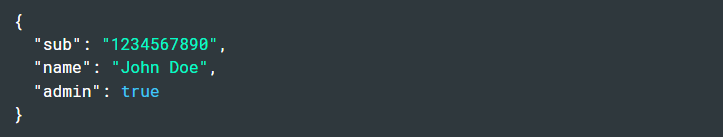 {
  "sub": "1234567890",
  "name": "John Doe",
  "admin": true
}